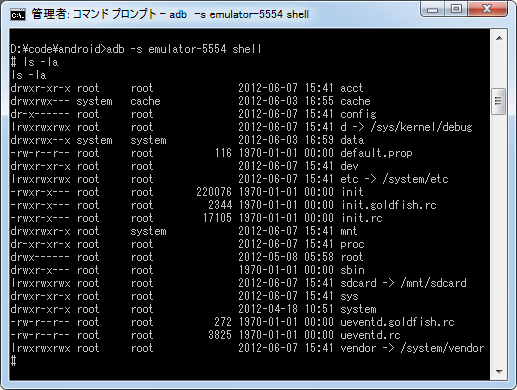 管理者: コマンド プロンプト - adb  -s emulator-5554 shell
D:¥code¥android>adb -s emulator-5554 shell
# ls -la
ls -la
drwxr-xr-x root     root              2012-06-07 15:41 acct
drwxrwx--- system   cache             2012-06-03 16:55 cache
dr-x------ root     root              2012-06-07 15:41 config
lrwxrwxrwx root     root              2012-06-07 15:41 d -> /sys/kernel/debug
drwxrwx--x system   system            2012-06-03 16:59 data
-rw-r--r-- root     root          116 1970-01-01 00:00 default.prop
drwxr-xr-x root     root              2012-06-07 15:41 dev
lrwxrwxrwx root     root              2012-06-07 15:41 etc -> /system/etc
-rwxr-x--- root     root       220076 1970-01-01 00:00 init
-rwxr-x--- root     root         2344 1970-01-01 00:00 init.goldfish.rc
-rwxr-x--- root     root        17105 1970-01-01 00:00 init.rc
drwxrwxr-x root     system            2012-06-07 15:41 mnt
dr-xr-xr-x root     root              2012-06-07 15:41 proc
drwx------ root     root              2012-05-08 05:58 root
drwxr-x--- root     root              1970-01-01 00:00 sbin
lrwxrwxrwx root     root              2012-06-07 15:41 sdcard -> /mnt/sdcard
drwxr-xr-x root     root              2012-06-07 15:41 sys
drwxr-xr-x root     root              2012-04-18 10:51 system
-rw-r--r-- root     root          272 1970-01-01 00:00 ueventd.goldfish.rc
-rw-r--r-- root     root         3825 1970-01-01 00:00 ueventd.rc
lrwxrwxrwx root     root              2012-06-07 15:41 vendor -> /system/vendor
#